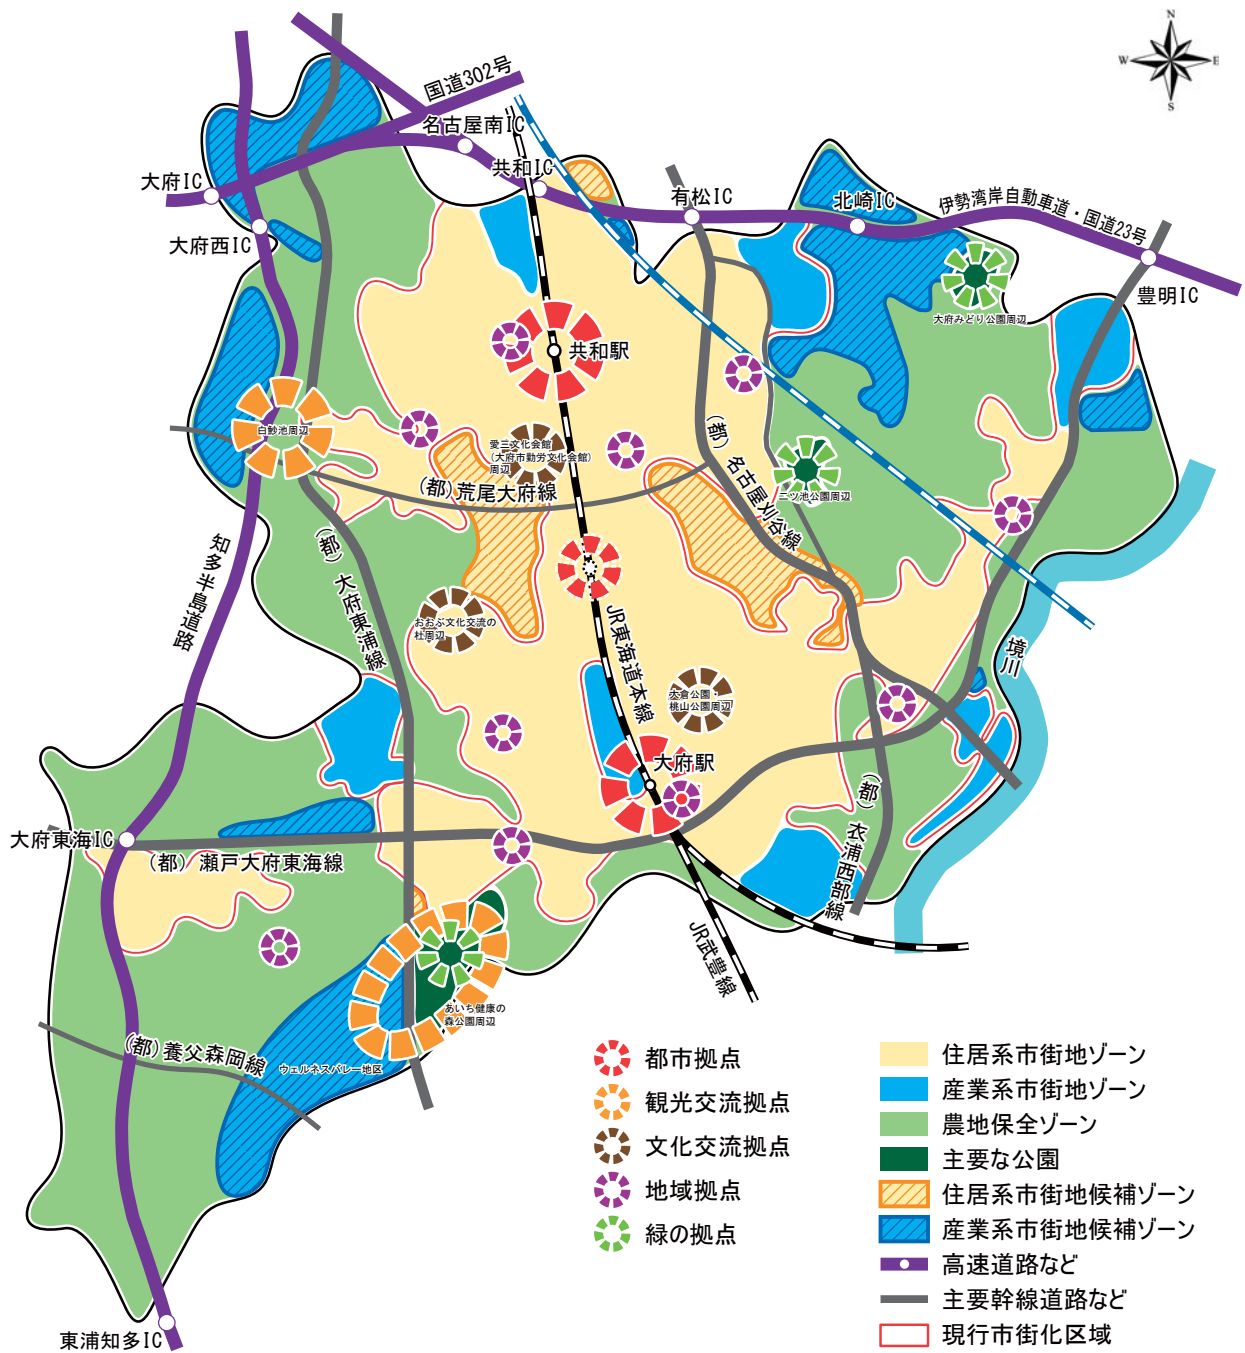 N
W
E
S
国道302号
名古屋南IC
共和IC
大府IC
有松IC
北崎IC
伊勢湾岸自動車道・国道23号
大府西IC
豊明IC
大府みどり公園周辺
共和駅
白鈔池周辺
愛三文化会館
(大府市勤労文化会館)
周辺
(都)荒尾大府線
(都)名古屋刈谷線
二ツ池公園周辺
知多半島道路
(都)大府東浦線
おおぶ文化交流の
杜周辺
JR東海道本線
境川
大倉公園・
桃山公園周辺
大府駅
大府東海IC
(都)瀬戸大府東海線
(都)衣浦西部線
JR武豊線
あいち健康の
森公園周辺
(都)養父森岡線
ウェルネスバレー地区
東浦知多IC
都市拠点
観光交流拠点
文化交流拠点
地域拠点
緑の拠点
住居系市街地ゾーン
産業系市街地ゾーン
農地保全ゾーン
主要な公園
住居系市街地候補ゾーン
産業系市街地候補ゾーン
高速道路など
主要幹線道路など
現行市街化区域